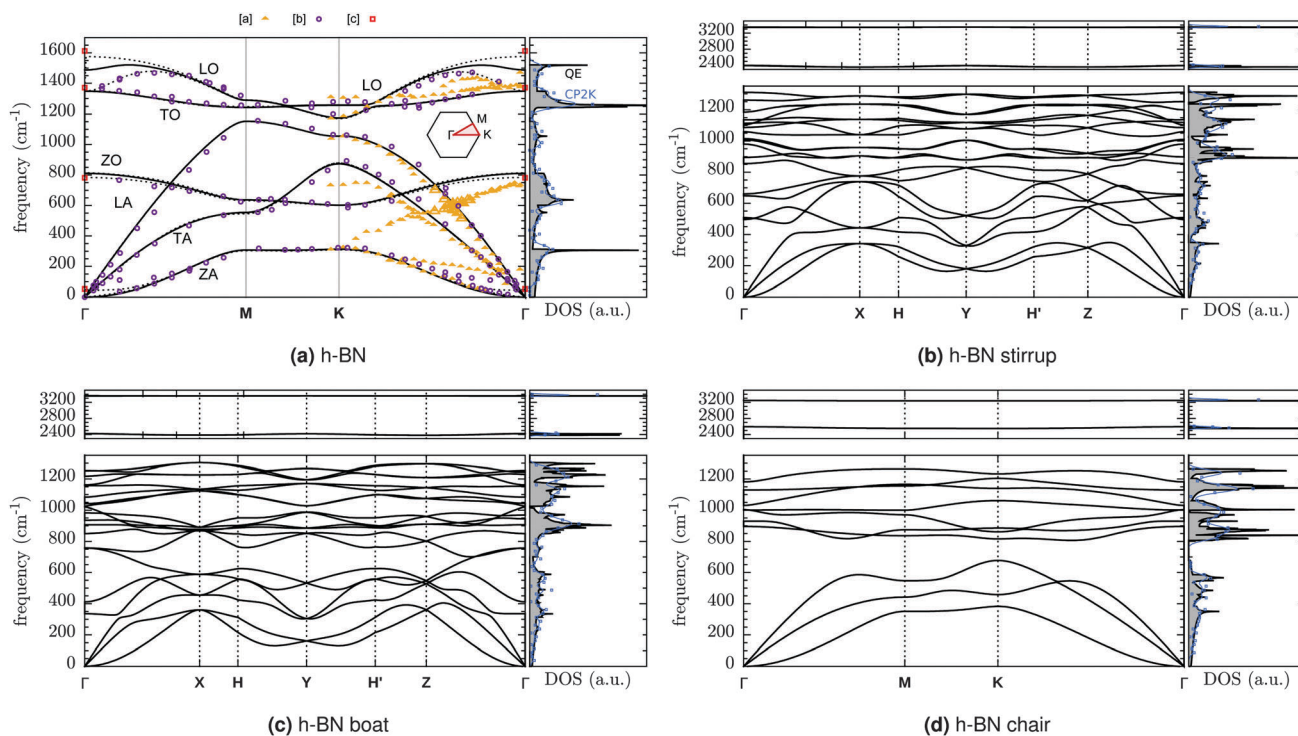 [a] [b] [c]
1600
1400
1200
1000
800
600
400
200
0
frequency (cm⁻¹)
LO
TO
ZO
LA
TA
ZA
LO
M
Γ K
QE
CP2K
Γ M K Γ DOS (a.u.)
(a) h-BN
3200
2800
2400
1200
1000
800
600
400
200
0
frequency (cm⁻¹)
Γ X H Y H' Z Γ DOS (a.u.)
(b) h-BN stirrup
3200
2800
2400
1200
1000
800
600
400
200
0
frequency (cm⁻¹)
Γ X H Y H' Z Γ DOS (a.u.)
(c) h-BN boat
3200
2800
2400
1200
1000
800
600
400
200
0
frequency (cm⁻¹)
Γ M K Γ DOS (a.u.)
(d) h-BN chair